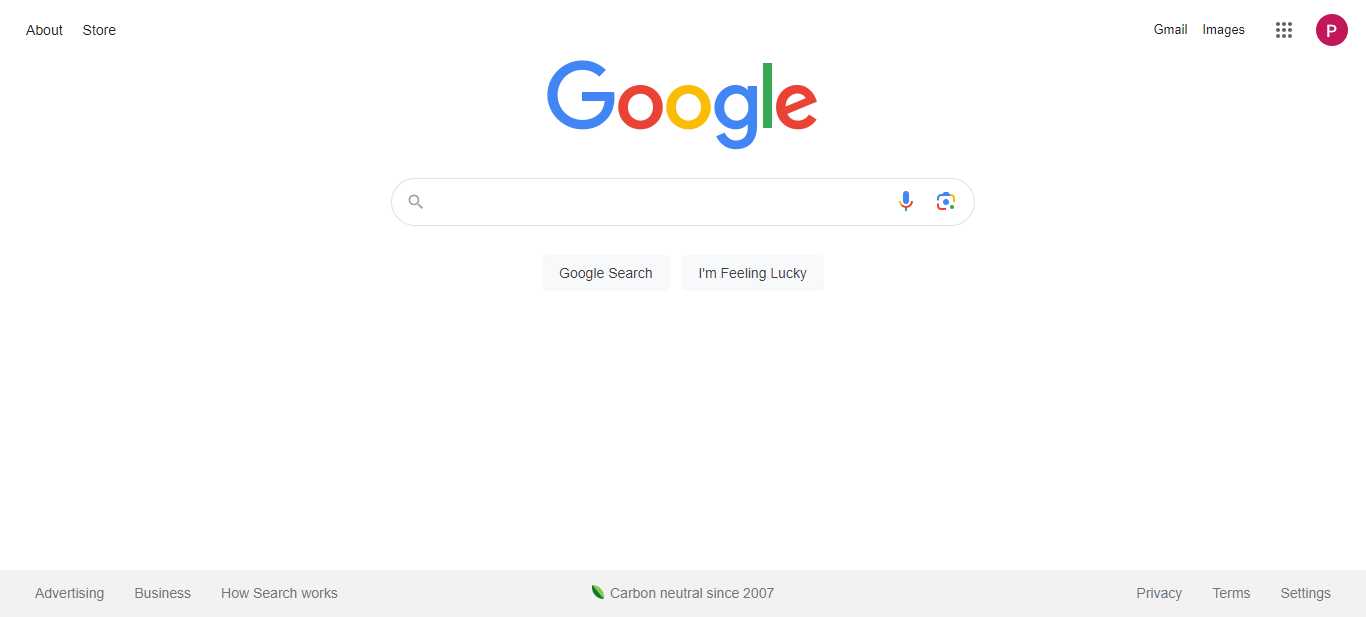 About Store Gmail Images P
Google
Google Search I'm Feeling Lucky
Advertising Business How Search works Carbon neutral since 2007 Privacy Terms Settings